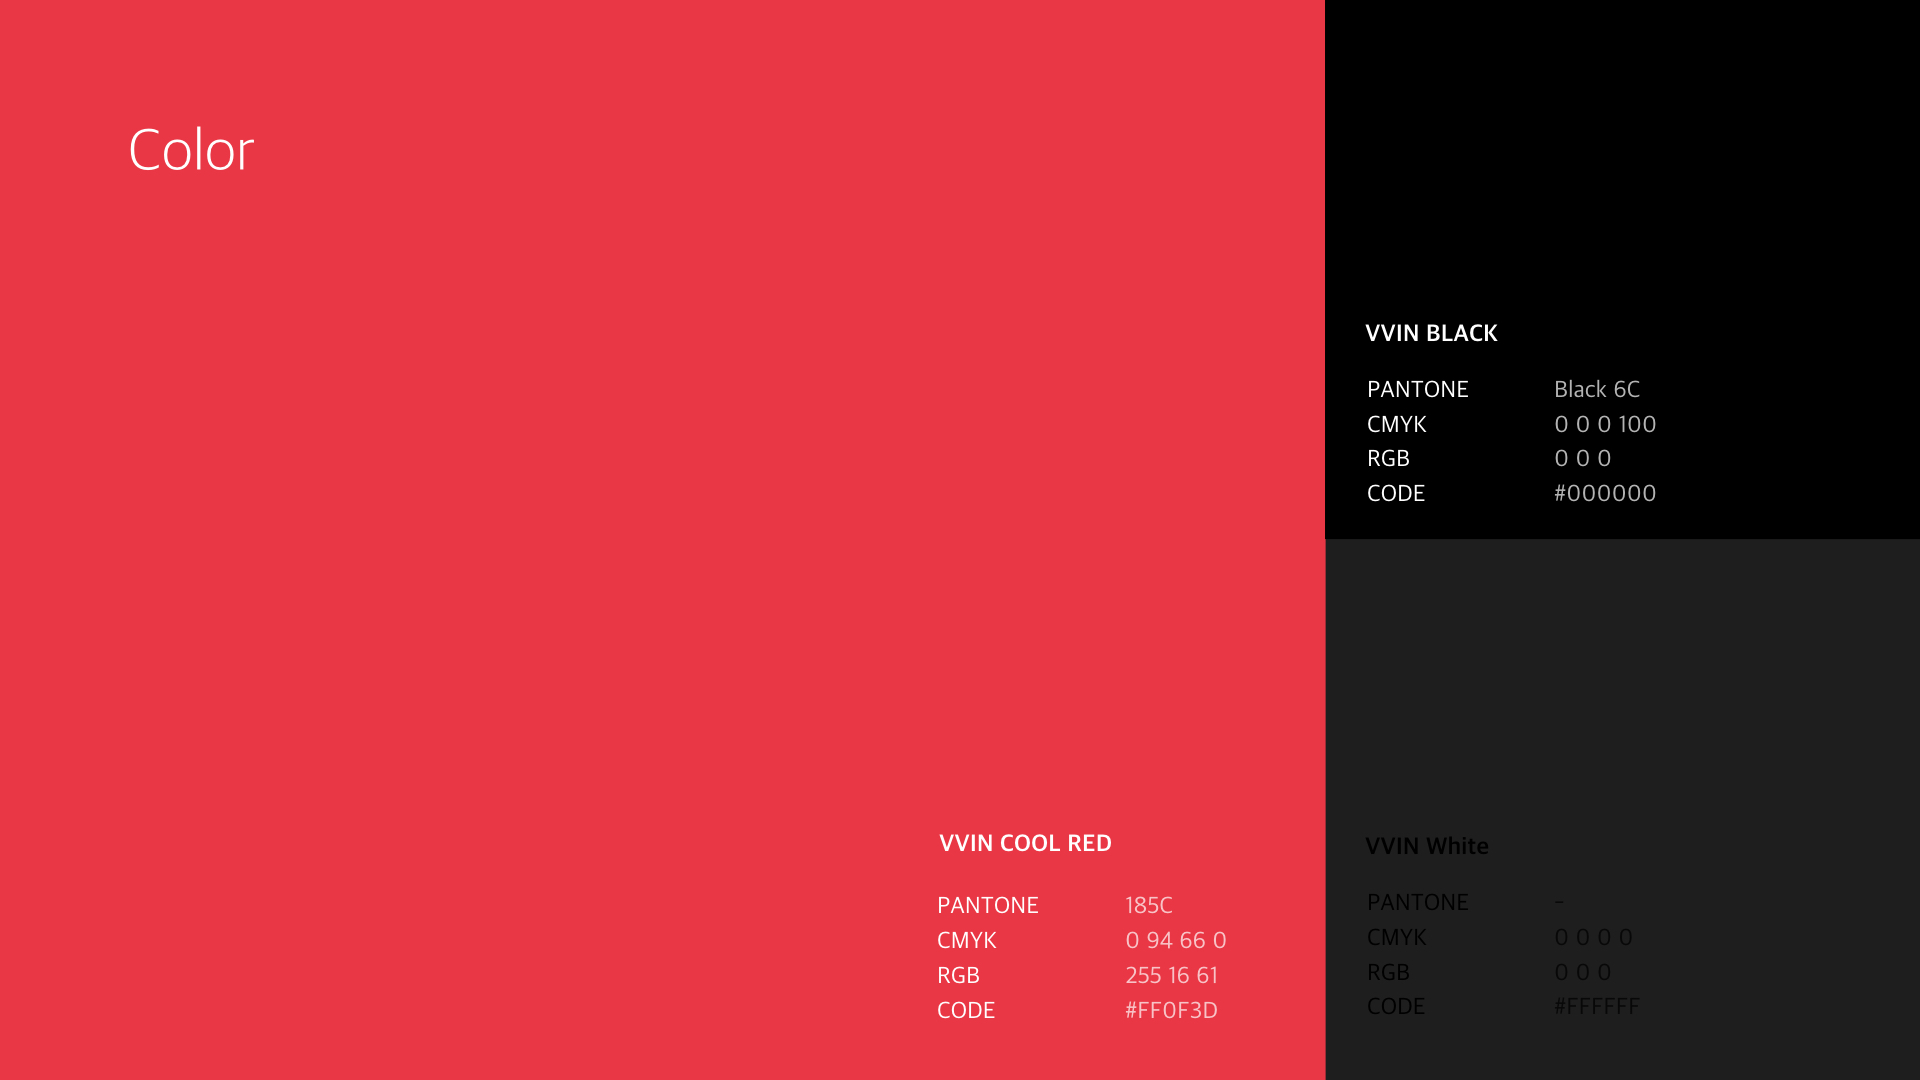 Color
VVIN BLACK
PANTONE Black 6C
CMYK 0 0 0 100
RGB 0 0 0
CODE #000000
VVIN COOL RED
PANTONE 185C
CMYK 0 94 66 0
RGB 255 16 61
CODE #FF0F3D
VVIN White
PANTONE -
CMYK 0 0 0 0
RGB 0 0 0
CODE #FFFFFF